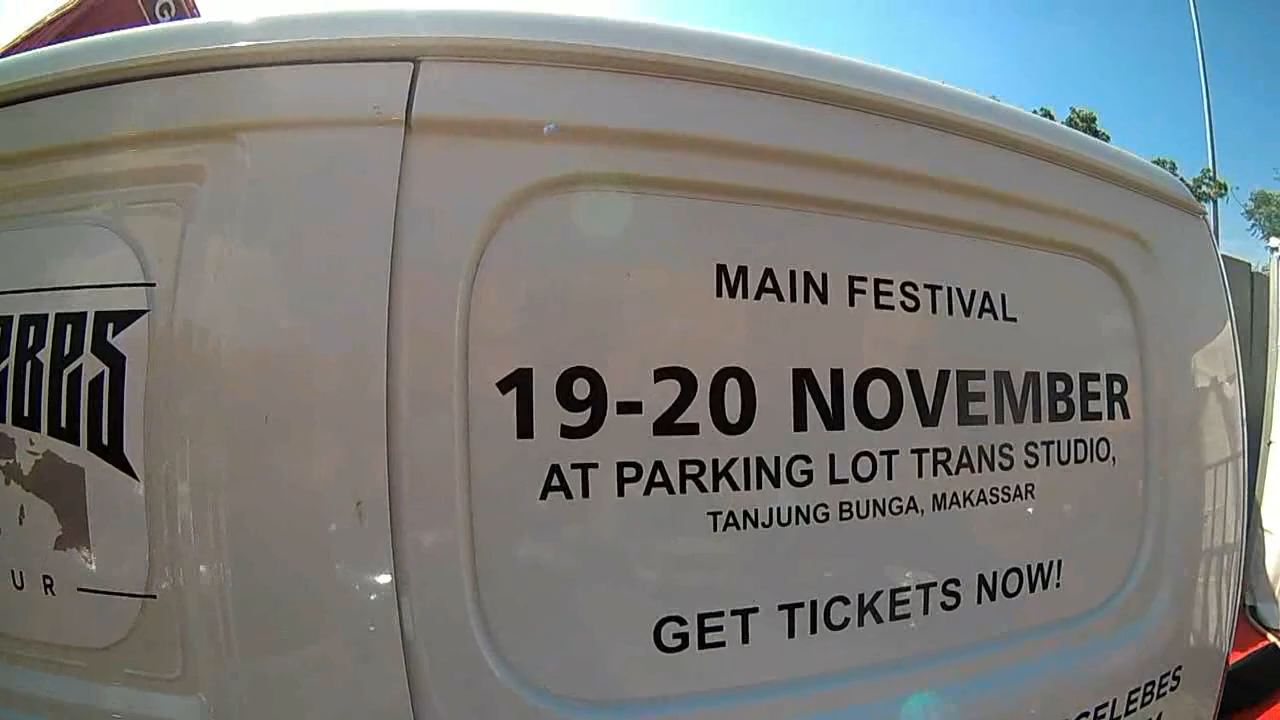 MAIN FESTIVAL
19-20 NOVEMBER
AT PARKING LOT TRANS STUDIO,
TANJUNG BUNGA, MAKASSAR
GET TICKETS NOW!